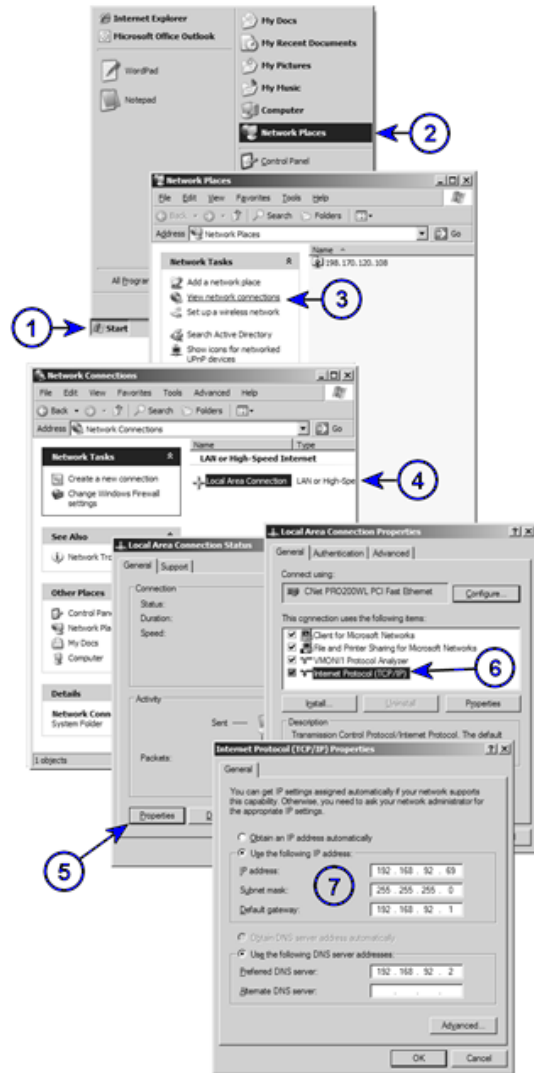 Internet Explorer
Microsoft Office Outlook
WordPad
Notepad
My Docs
My Recent Documents
My Pictures
My Music
Computer
Network Places
2
Control Panel
All Progra
1
Start
Network Places
File Edit View Favorites Tools Help
Back Search Folders
Address Network Places Go
Network Tasks
Add a network place
View network connections
3
Set up a wireless network
Search Active Directory
Show icons for networked
UPnP devices
Name
198.170.120.108
Network Connections
File Edit View Favorites Tools Advanced Help
Back Search Folders
Address Network Connections Go
Network Tasks
Create a new connection
Change Windows Firewall
settings
See Also
Network Tro
Other Places
Control Pan
Network Pla
My Docs
Computer
Details
Network Conn
System Folder
1 objects
Name Type
LAN or High-Speed Internet
Local Area Connection LAN or High-Spe
4
Local Area Connection Status
General Support
Connection
Status:
Duration:
Speed:
Activity
Sent
Packets:
Properties D
5
Local Area Connection Properties
General Authentication Advanced
Connect using:
CNet PRO200WL PCI Fast Ethernet Configure...
This connection uses the following items:
Client for Microsoft Networks
File and Printer Sharing for Microsoft Networks
VMONI1 Protocol Analyzer
Internet Protocol (TCP/IP)
6
Install... Uninstall Properties
Description
Transmission Control Protocol/Internet Protocol. The default
Internet Protocol (TCP/IP) Properties
General
You can get IP settings assigned automatically if your network supports
this capability. Otherwise, you need to ask your network administrator for
the appropriate IP settings.
Obtain an IP address automatically
Use the following IP address:
IP address: 192 . 168 . 92 . 69
Subnet mask: 255 . 255 . 255 . 0
Default gateway: 192 . 168 . 92 . 1
7
Obtain DNS server address automatically
Use the following DNS server addresses:
Preferred DNS server: 192 . 168 . 92 . 2
Alternate DNS server: . . .
Advanced...
OK Cancel